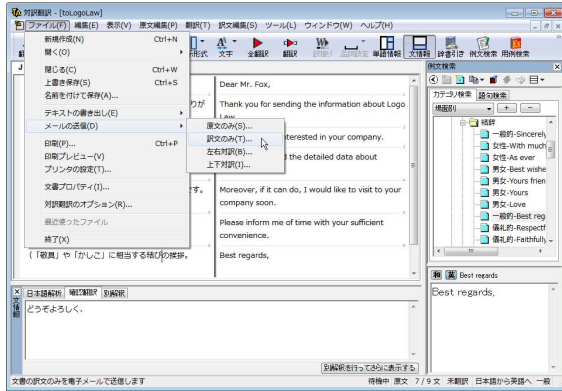 対訳翻訳 - [toLogoLaw]
ファイル(F) 編集(E) 表示(V) 原文編集(P) 翻訳(T) 訳文編集(S) ツール(L) ウィンドウ(W) ヘルプ(H)
新規作成(N) Ctrl+N
開く(O)
閉じる(C) Ctrl+W
上書き保存(S) Ctrl+S
名前を付けて保存(A)...
テキストの書き出し(E)
メールの送信(D)
印刷(P)... Ctrl+P
印刷プレビュー(V)
プリンタの設定(T)...
文書プロパティ(I)...
対訳翻訳のオプション(R)...
最近使ったファイル
終了(X)
原文のみ(S)...
訳文のみ(T)...
左右対訳(B)...
上下対訳(I)...
文字 全翻訳 翻訳 単語情報 文情報 辞書引き 例文検索 用例検索
Dear Mr. Fox,
Thank you for sending the information about Logo
Law
terested in your company.
the detailed data about
Moreover, if it can do, I would like to visit to your
company soon.
Please inform me of time with your sufficient
convenience.
Best regards,
(「敬具」や「かしこ」に相当する結びの挨拶。
例文検索
カテゴリ検索 語句検索
場面別
結辞
一般的-Sincerely
女性-With much
女性-As ever
男女-Best wishe
男女-Yours frien
男女-Yours
男女-Love
一般的-Best reg
儀礼的-Respectf
儀礼的-Faithfully
和 英 Best regards
Best regards,
文情報
日本語解析 確認翻訳 別解釈
どうぞよろしく、
別解釈を行ってさらに表示する
文書の訳文のみを電子メールで送信します 待機中 原文 7 / 9 文 未翻訳 日本語から英語へ 一般